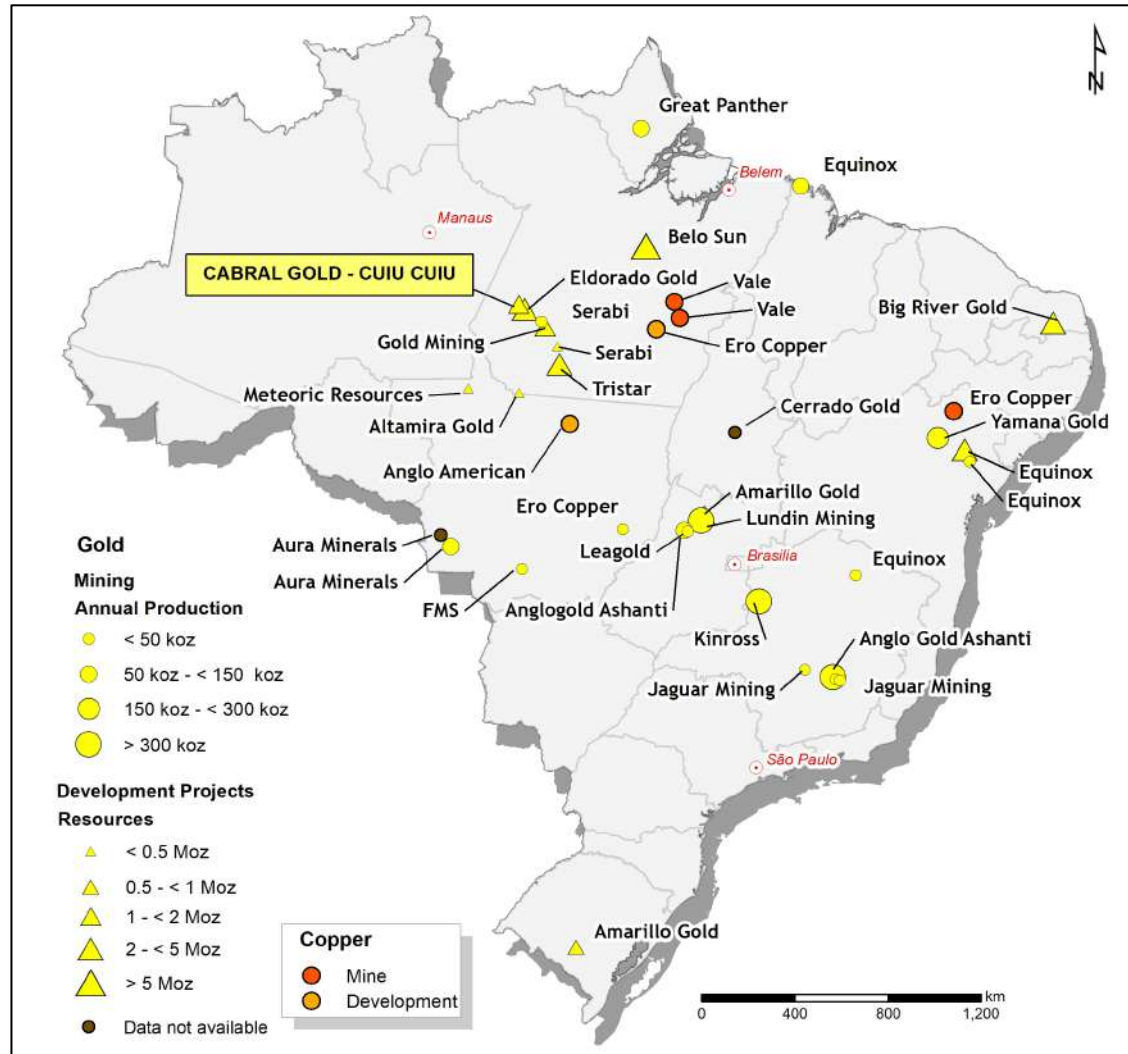 N
Great Panther
Equinox
Belem
Manaus
Belo Sun
CABRAL GOLD - CUIU CUIU
Eldorado Gold
Vale
Serabi
Vale
Big River Gold
Gold Mining
Ero Copper
Serabi
Tristar
Meteoric Resources
Altamira Gold
Cerrado Gold
Ero Copper
Yamana Gold
Anglo American
Equinox
Amarillo Gold
Equinox
Ero Copper
Lundin Mining
Aura Minerals
Leagold
Brasilia
Equinox
Aura Minerals
FMS
Anglogold Ashanti
Kinross
Anglo Gold Ashanti
Jaguar Mining
Jaguar Mining
São Paulo
Amarillo Gold
Gold
Mining
Annual Production
< 50 koz
50 koz - < 150 koz
150 koz - < 300 koz
> 300 koz
Development Projects
Resources
< 0.5 Moz
0.5 - < 1 Moz
1 - < 2 Moz
2 - < 5 Moz
> 5 Moz
Data not available
Copper
Mine
Development
km
0 400 800 1,200